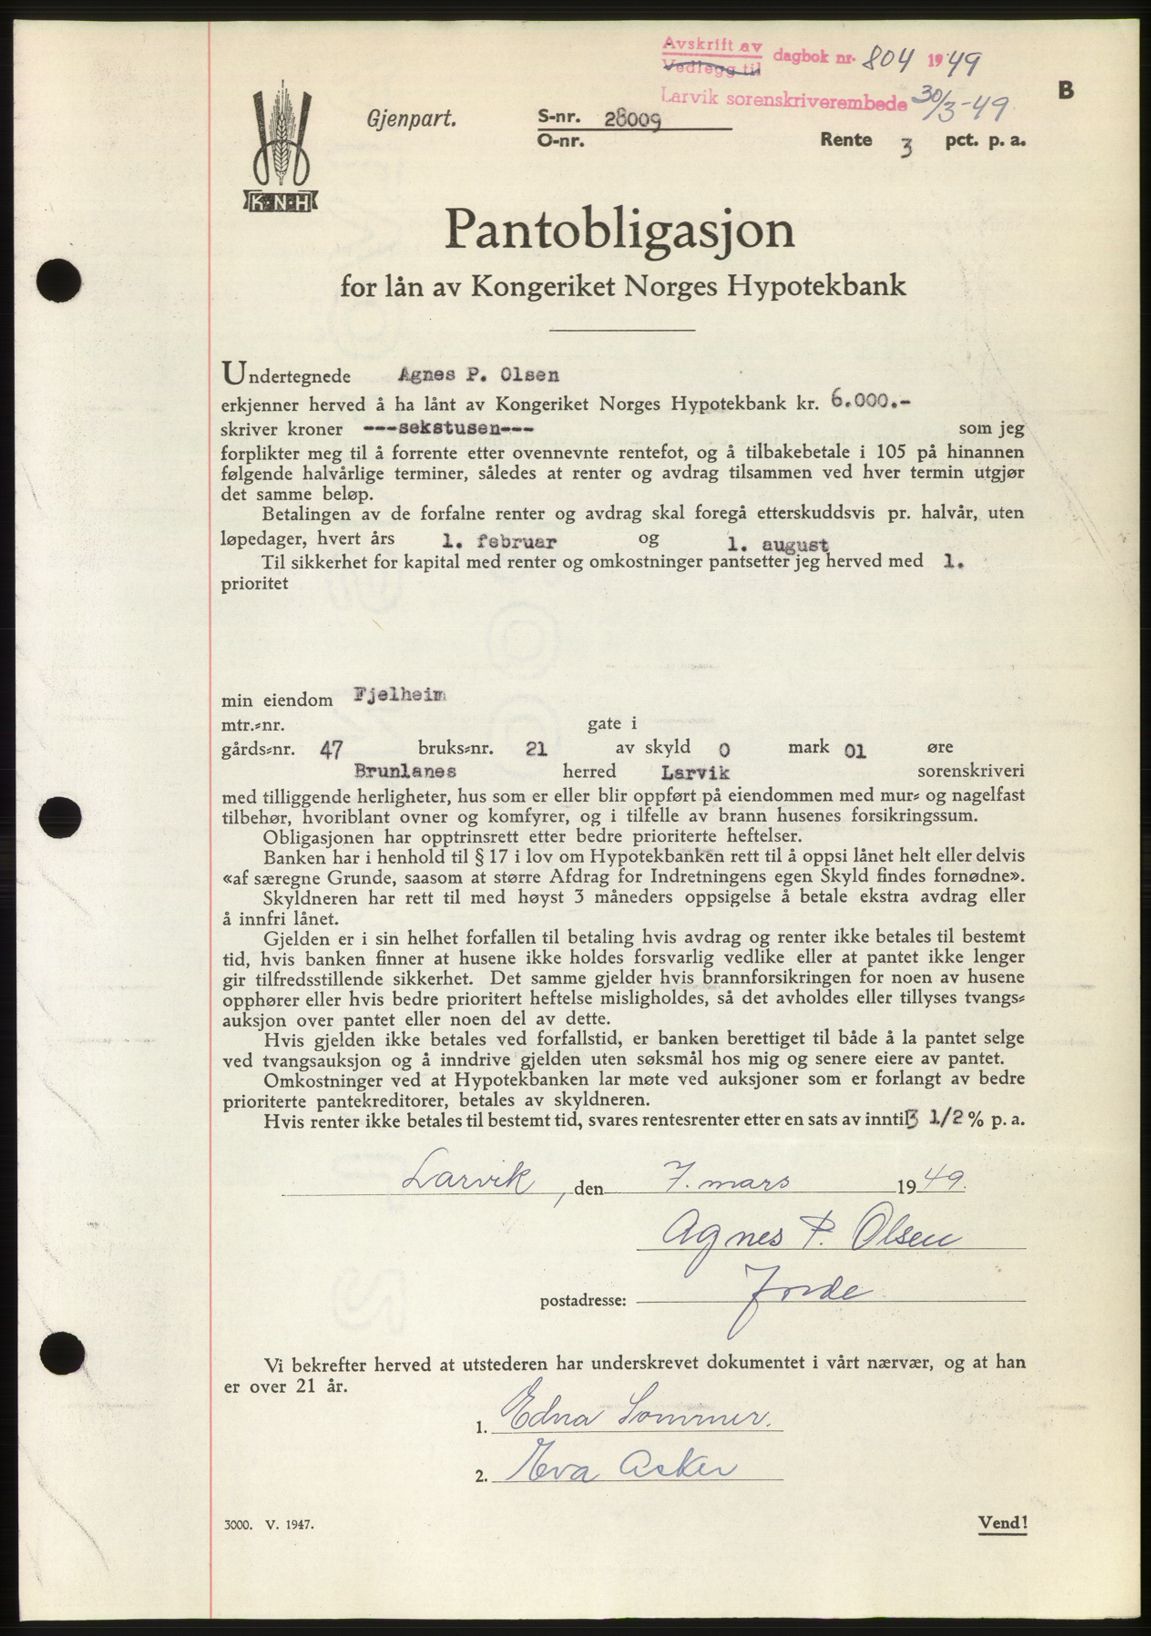 Avskrift av
Vedlegg til
dagbok nr. 804 1949
Larvik sorenskriverembede 30/3-49
B
Gjenpart.
S-nr. 28009
O-nr.
Rente 3 pct. p. a.
K·N·H
Pantobligasjon
for lån av Kongeriket Norges Hypotekbank
Undertegnede Agnes P. Olsen
erkjenner herved å ha lånt av Kongeriket Norges Hypotekbank kr. 6.000.-
skriver kroner ---sekstusen--- som jeg
forplikter meg til å forrente etter ovennevnte rentefot, og å tilbakebetale i 105 på hinannen
følgende halvårlige terminer, således at renter og avdrag tilsammen ved hver termin utgjør
det samme beløp.
Betalingen av de forfalne renter og avdrag skal foregå etterskuddsvis pr. halvår, uten
løpedager, hvert års 1. februar og 1. august
Til sikkerhet for kapital med renter og omkostninger pantsetter jeg herved med 1.
prioritet
min eiendom Fjelheim
mtr.-nr. gate i
gårds-nr. 47 bruks-nr. 21 av skyld 0 mark 01 øre
Brunlanes herred Larvik sorenskriveri
med tilliggende herligheter, hus som er eller blir oppført på eiendommen med mur- og nagelfast
tilbehør, hvoriblant ovner og komfyrer, og i tilfelle av brann husenes forsikringssum.
Obligasjonen har opptrinsrett etter bedre prioriterte heftelser.
Banken har i henhold til § 17 i lov om Hypotekbanken rett til å oppsi lånet helt eller delvis
«af særegne Grunde, saasom at større Afdrag for Indretningens egen Skyld findes fornødne».
Skyldneren har rett til med høyst 3 måneders oppsigelse å betale ekstra avdrag eller
å innfri lånet.
Gjelden er i sin helhet forfallen til betaling hvis avdrag og renter ikke betales til bestemt
tid, hvis banken finner at husene ikke holdes forsvarlig vedlike eller at pantet ikke lenger
gir tilfredsstillende sikkerhet. Det samme gjelder hvis brannforsikringen for noen av husene
opphører eller hvis bedre prioritert heftelse misligholdes, så det avholdes eller tillyses tvangs-
auksjon over pantet eller noen del av dette.
Hvis gjelden ikke betales ved forfallstid, er banken berettiget til både å la pantet selge
ved tvangsauksjon og å inndrive gjelden uten søksmål hos mig og senere eiere av pantet.
Omkostninger ved at Hypotekbanken lar møte ved auksjoner som er forlangt av bedre
prioriterte pantekreditorer, betales av skyldneren.
Hvis renter ikke betales til bestemt tid, svares rentesrenter etter en sats av inntil 3 1/2 % p. a.
Larvik, den 7. mars 1949.
Agnes P. Olsen
postadresse: Jorde
Vi bekrefter herved at utstederen har underskrevet dokumentet i vårt nærvær, og at han
er over 21 år.
1. Edna Sommer.
2. Eva Asker
3000. V. 1947.
Vend!